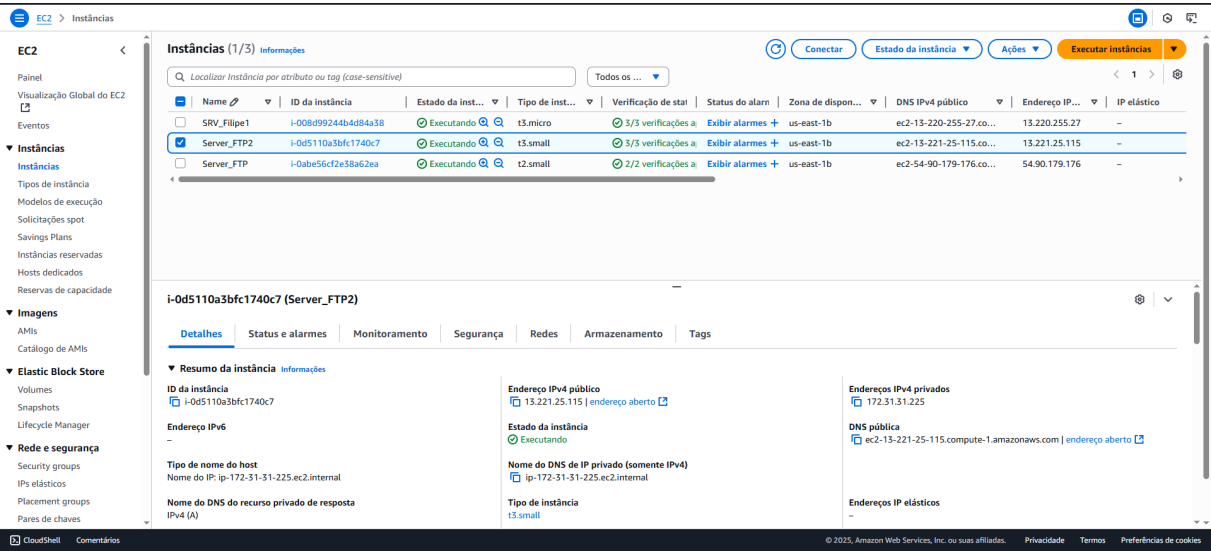 EC2 > Instâncias
EC2
Painel
Visualização Global do EC2
Eventos
Instâncias
Instâncias
Tipos de instância
Modelos de execução
Solicitações spot
Savings Plans
Instâncias reservadas
Hosts dedicados
Reservas de capacidade
Imagens
AMIs
Catálogo de AMIs
Elastic Block Store
Volumes
Snapshots
Lifecycle Manager
Rede e segurança
Security groups
IPs elásticos
Placement groups
Pares de chaves
Instâncias (1/3) Informações
Conectar Estado da instância Ações Executar instâncias
Localizar Instância por atributo ou tag (case-sensitive) Todos os ... 1
Name ID da instância Estado da inst... Tipo de inst... Verificação de stat Status do alarn Zona de dispon... DNS IPv4 público Endereço IP... IP elástico
SRV_Filipe1 i-008d99244b4d84a38 Executando t3.micro 3/3 verificações a Exibir alarmes + us-east-1b ec2-13-220-255-27.co... 13.220.255.27 –
Server_FTP2 i-0d5110a3bfc1740c7 Executando t3.small 3/3 verificações a Exibir alarmes + us-east-1b ec2-13-221-25-115.co... 13.221.25.115 –
Server_FTP i-0abe56cf2e38a62ea Executando t2.small 2/2 verificações a Exibir alarmes + us-east-1b ec2-54-90-179-176.co... 54.90.179.176 –
i-0d5110a3bfc1740c7 (Server_FTP2)
Detalhes Status e alarmes Monitoramento Segurança Redes Armazenamento Tags
Resumo da instância Informações
ID da instância
i-0d5110a3bfc1740c7
Endereço IPv4 público
13.221.25.115 | endereço aberto
Endereços IPv4 privados
172.31.31.225
Endereço IPv6
–
Estado da instância
Executando
DNS pública
ec2-13-221-25-115.compute-1.amazonaws.com | endereço aberto
Tipo de nome do host
Nome do IP: ip-172-31-31-225.ec2.internal
Nome do DNS de IP privado (somente IPv4)
ip-172-31-31-225.ec2.internal
Nome do DNS do recurso privado de resposta
IPv4 (A)
Tipo de instância
t3.small
Endereços IP elásticos
–
CloudShell Comentários © 2025, Amazon Web Services, Inc. ou suas afiliadas. Privacidade Termos Preferências de cookies